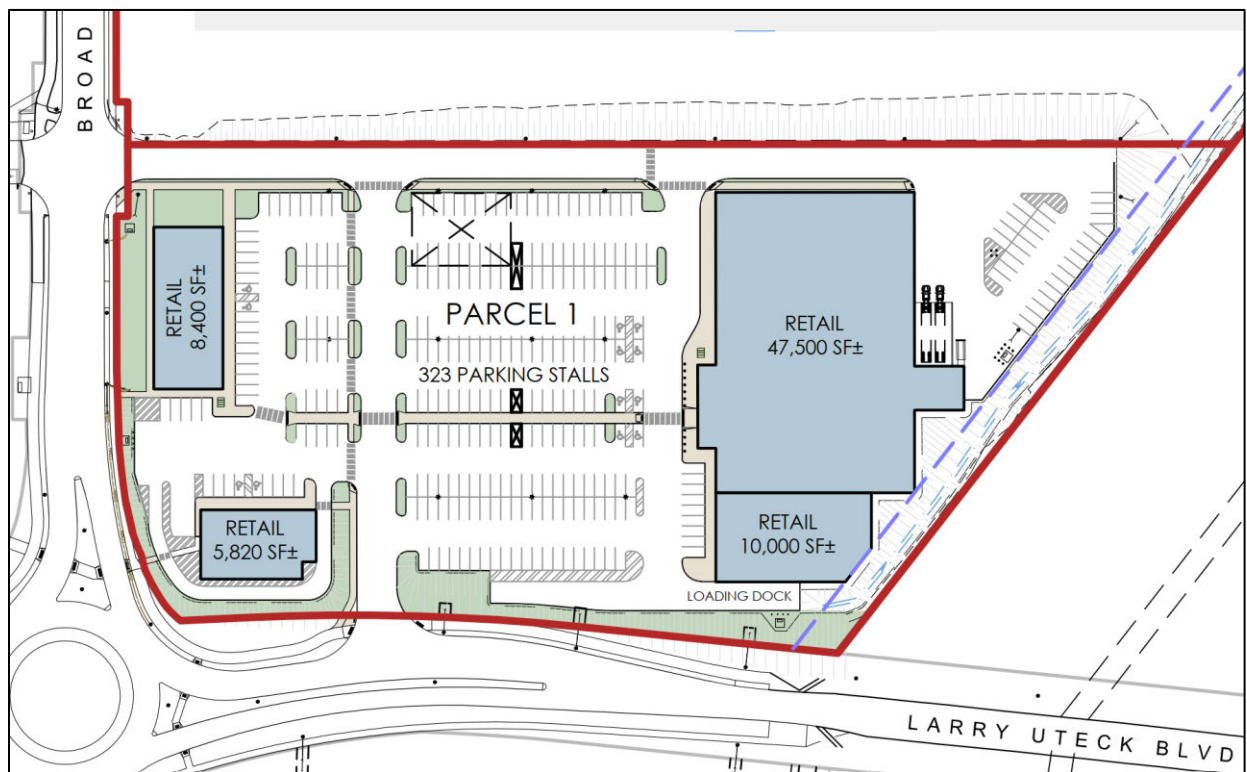 BROAD
RETAIL
8,400 SF±
PARCEL 1
323 PARKING STALLS
RETAIL
47,500 SF±
RETAIL
5,820 SF±
RETAIL
10,000 SF±
LOADING DOCK
LARRY UTECK BLVD